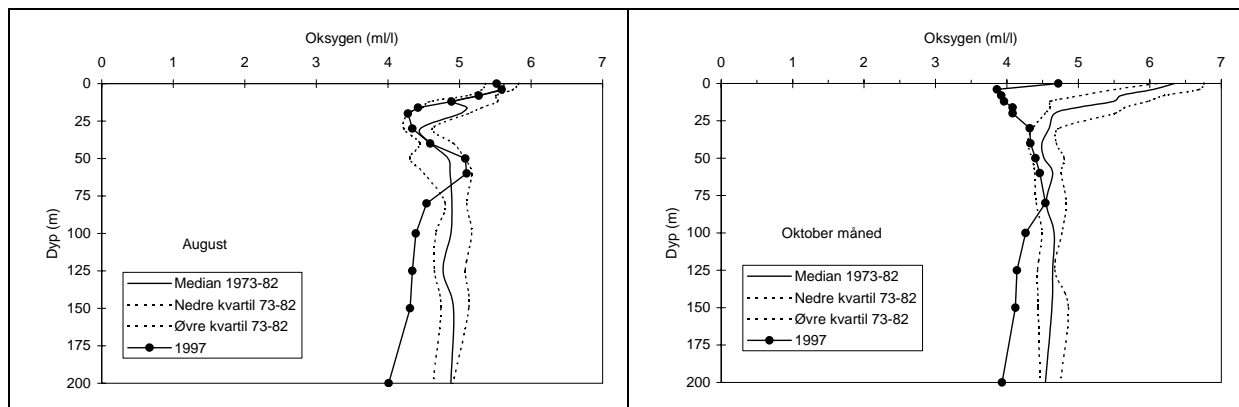 Oksygen (ml/l)
0 1 2 3 4 5 6 7
0
25
50
75
100
125
150
175
200
Dyp (m)
August
Median 1973-82
Nedre kvartil 73-82
Øvre kvartil 73-82
1997
Oksygen (ml/l)
0 1 2 3 4 5 6 7
0
25
50
75
100
125
150
175
200
Dyp (m)
Oktober måned
Median 1973-82
Nedre kvartil 73-82
Øvre kvartil 73-82
1997